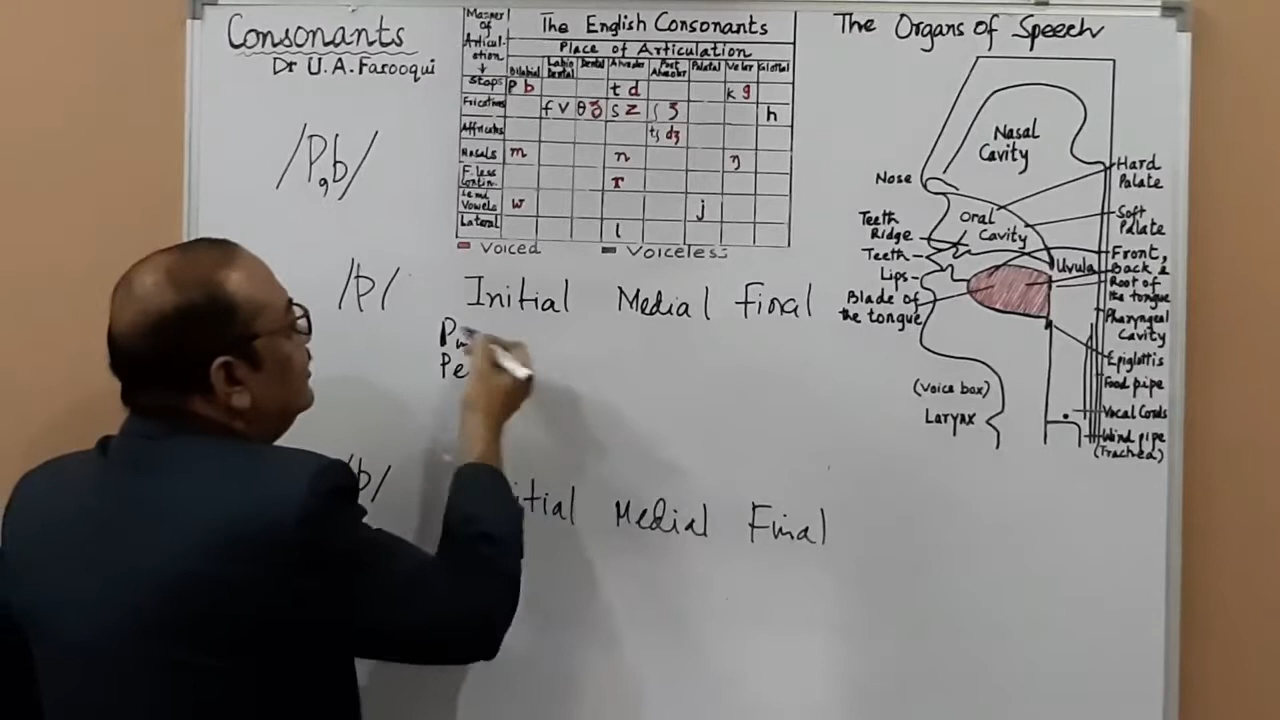 Consonants
Dr U.A. Farooqui
/p,b/
Manner of Articulation ↓
The English Consonants
Place of Articulation
Bilabial Labio Dental Dental Alveolar Post Alveolar Palatal Velar Glottal
Stops p b t d k g
Fricatives f v θ ʒ s z ʃ ʒ h
Affricates tʃ dʒ
Nasals m n ŋ
F. less Contin. r
Semi Vowels w j
Lateral l
Voiced Voiceless
The Organs of Speech
Nasal Cavity
Nose
Hard Palate
Oral Cavity
Soft Palate
Teeth Ridge
Teeth
Lips
Blade of the tongue
Uvula
Front, Back & Root of the tongue
Pharyngeal Cavity
Epiglottis
Food pipe
(Voice box)
Larynx
Vocal Cords
Wind pipe
(Trachea)
/p/ Initial Medial Final
Pe
/b/ Medial Final